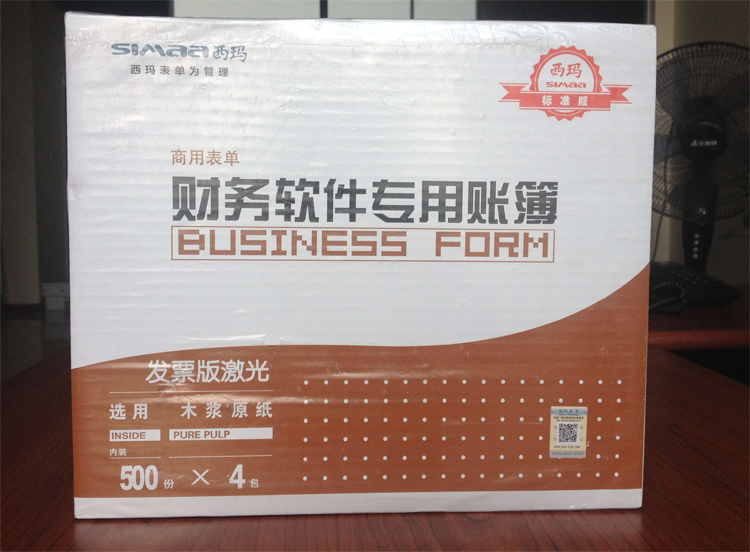 SIMAA 西玛
西玛表单为管理
西玛
SIMAA
标准版
商用表单
财务软件专用账簿
BUSINESS FORM
发票版激光
选用 木浆原纸
INSIDE PURE PULP
内装
500份 × 4包